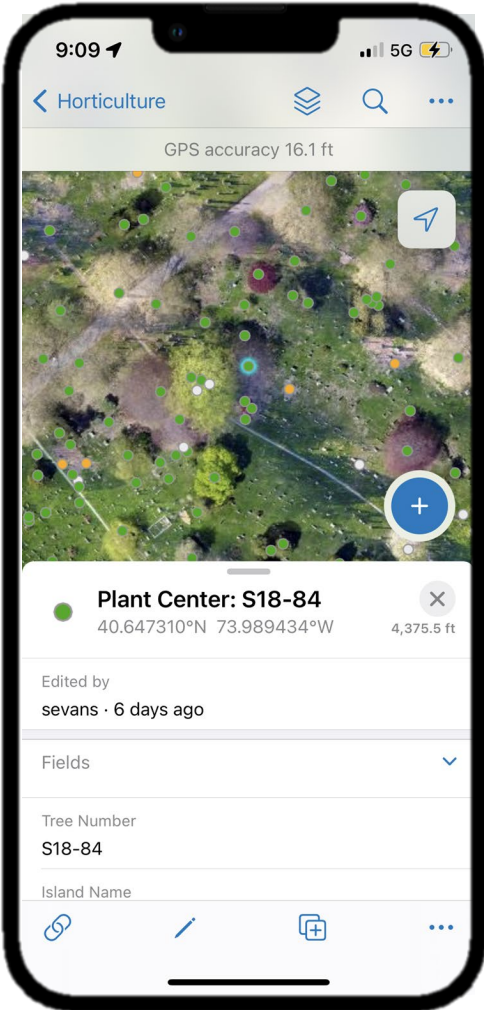 9:09
5G
Horticulture
GPS accuracy 16.1 ft
Plant Center: S18-84
40.647310°N 73.989434°W
4,375.5 ft
Edited by
sevans · 6 days ago
Fields
Tree Number
S18-84
Island Name